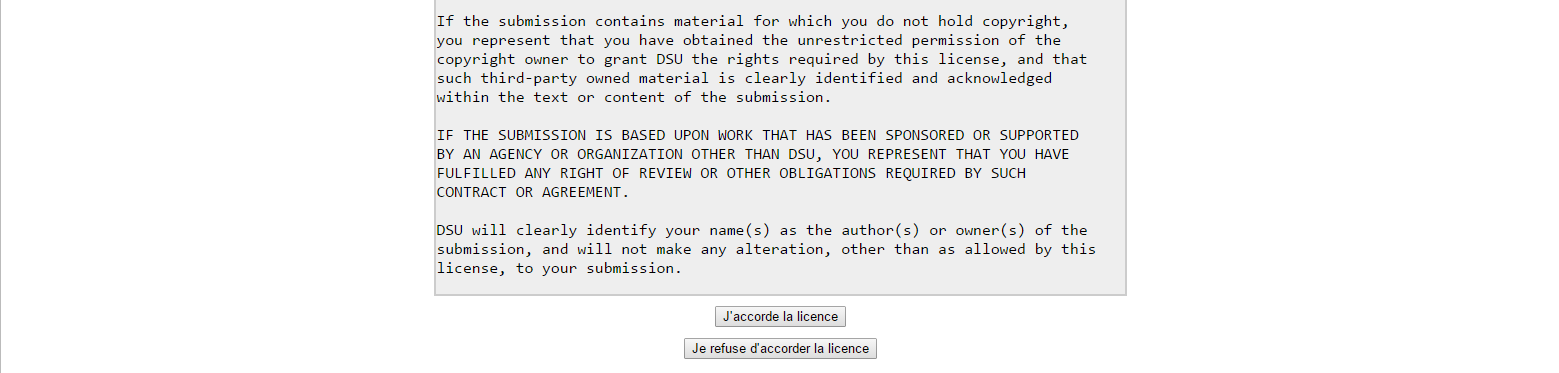 If the submission contains material for which you do not hold copyright,
you represent that you have obtained the unrestricted permission of the
copyright owner to grant DSU the rights required by this license, and that
such third-party owned material is clearly identified and acknowledged
within the text or content of the submission.
IF THE SUBMISSION IS BASED UPON WORK THAT HAS BEEN SPONSORED OR SUPPORTED
BY AN AGENCY OR ORGANIZATION OTHER THAN DSU, YOU REPRESENT THAT YOU HAVE
FULFILLED ANY RIGHT OF REVIEW OR OTHER OBLIGATIONS REQUIRED BY SUCH
CONTRACT OR AGREEMENT.
DSU will clearly identify your name(s) as the author(s) or owner(s) of the
submission, and will not make any alteration, other than as allowed by this
license, to your submission.
J'accorde la licence
Je refuse d'accorder la licence